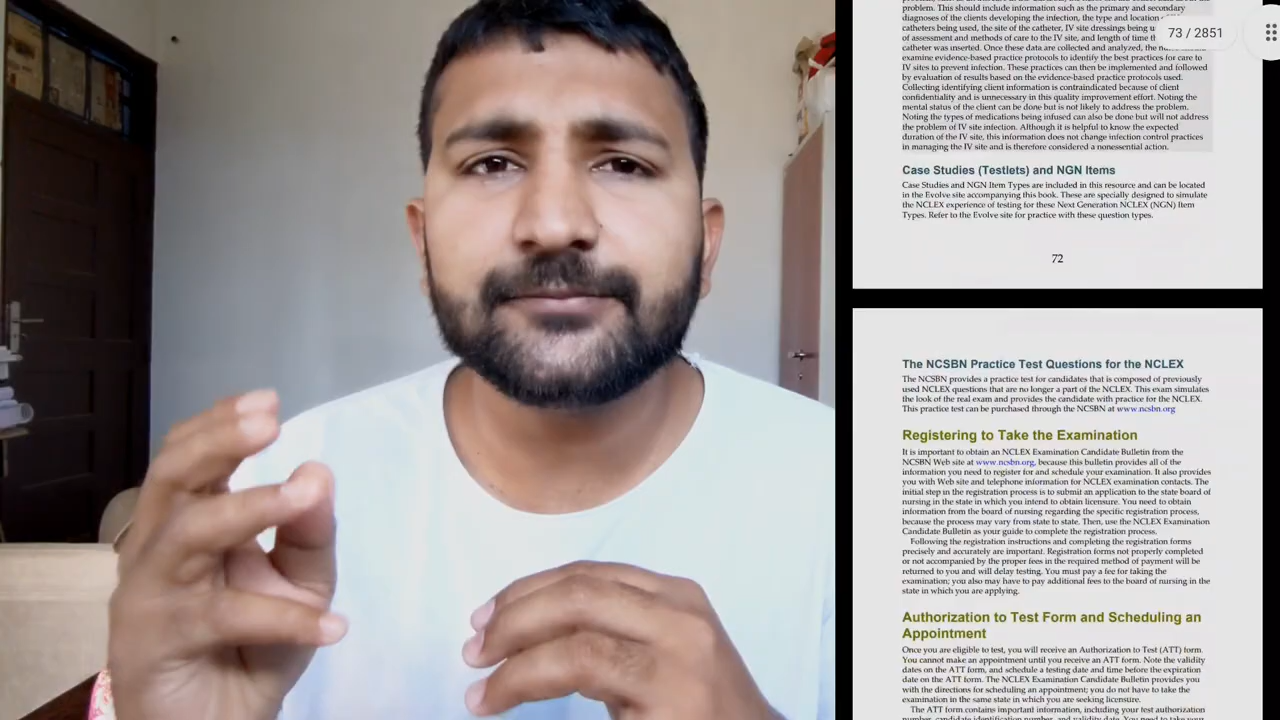 problem. This should include information such as the primary and secondary
diagnoses of the clients developing the infection, the type and location
catheters being used, the site of the catheter, IV site dressings being
of assessment and methods of care to the IV site, and length of time
catheter was inserted. Once these data are collected and analyzed, the
examine evidence-based practice protocols to identify the best practices for care to
IV sites to prevent infection. These practices can then be implemented and followed
by evaluation of results based on the evidence-based practice protocols used.
Collecting identifying client information is contraindicated because of client
confidentiality and is unnecessary in this quality improvement effort. Noting the
mental status of the client can be done but is not likely to address the problem.
Noting the types of medications being infused can also be done but will not address
the problem of IV site infection. Although it is helpful to know the expected
duration of the IV site, this information does not change infection control practices
in managing the IV site and is therefore considered a nonessential action.
73 / 2851
Case Studies (Testlets) and NGN Items
Case Studies and NGN Item Types are included in this resource and can be located
in the Evolve site accompanying this book. These are specially designed to simulate
the NCLEX experience of testing for these Next Generation NCLEX (NGN) Item
Types. Refer to the Evolve site for practice with these question types.
72
The NCSBN Practice Test Questions for the NCLEX
The NCSBN provides a practice test for candidates that is composed of previously
used NCLEX questions that are no longer a part of the NCLEX. This exam simulates
the look of the real exam and provides the candidate with practice for the NCLEX.
This practice test can be purchased through the NCSBN at www.ncsbn.org
Registering to Take the Examination
It is important to obtain an NCLEX Examination Candidate Bulletin from the
NCSBN Web site at www.ncsbn.org, because this bulletin provides all of the
information you need to register for and schedule your examination. It also provides
you with Web site and telephone information for NCLEX examination contacts. The
initial step in the registration process is to submit an application to the state board of
nursing in the state in which you intend to obtain licensure. You need to obtain
information from the board of nursing regarding the specific registration process,
because the process may vary from state to state. Then, use the NCLEX Examination
Candidate Bulletin as your guide to complete the registration process.
Following the registration instructions and completing the registration forms
precisely and accurately are important. Registration forms not properly completed
or not accompanied by the proper fees in the required method of payment will be
returned to you and will delay testing. You must pay a fee for taking the
examination; you also may have to pay additional fees to the board of nursing in the
state in which you are applying.
Authorization to Test Form and Scheduling an
Appointment
Once you are eligible to test, you will receive an Authorization to Test (ATT) form.
You cannot make an appointment until you receive an ATT form. Note the validity
dates on the ATT form, and schedule a testing date and time before the expiration
date on the ATT form. The NCLEX Examination Candidate Bulletin provides you
with the directions for scheduling an appointment; you do not have to take the
examination in the same state in which you are seeking licensure.
The ATT form contains important information, including your test authorization
number, candidate identification number, and validity date. You need to take your